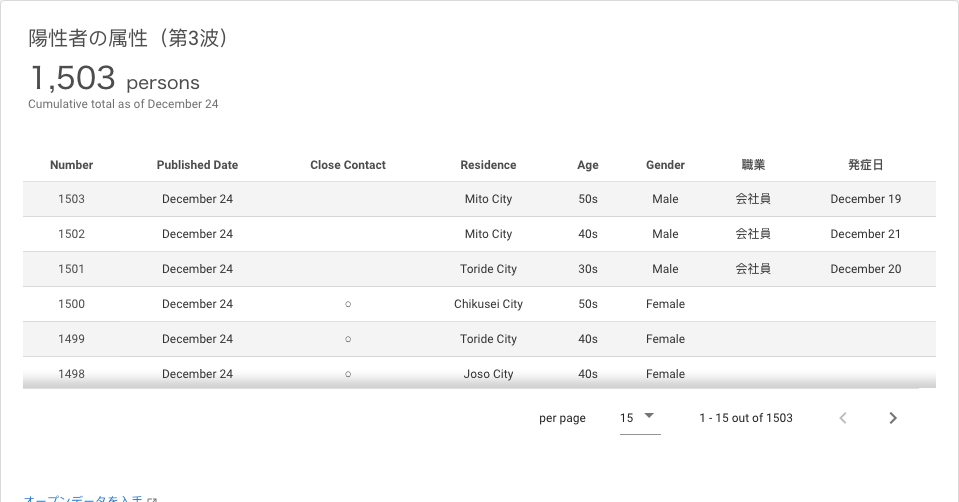 陽性者の属性（第3波）
1,503 persons
Cumulative total as of December 24
Number Published Date Close Contact Residence Age Gender 職業 発症日
1503 December 24 Mito City 50s Male 会社員 December 19
1502 December 24 Mito City 40s Male 会社員 December 21
1501 December 24 Toride City 30s Male 会社員 December 20
1500 December 24 ○ Chikusei City 50s Female
1499 December 24 ○ Toride City 40s Female
1498 December 24 ○ Joso City 40s Female
per page 15 1 - 15 out of 1503
オープンデータを入手